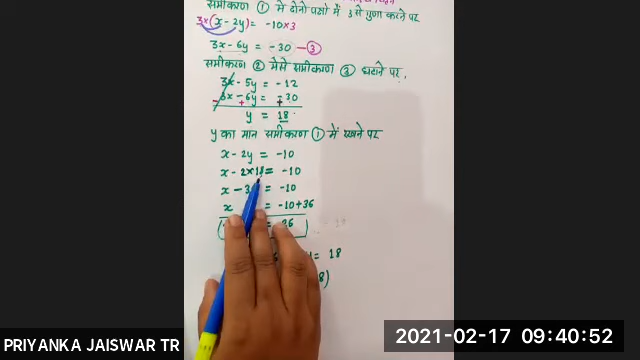 समीकरण ① में दोनो पक्षों में 3 से गुणा करने पर
3×(x - 2y) = -10×3
3x - 6y = -30 — ③
समीकरण ② मेसे समीकरण ③ घटाने पर,
3x - 5y = -12
3x - 6y = -30
- + +
y = 18
y का मान समीकरण ① में रखने पर
x - 2y = -10
x - 2×18 = -10
x - 3 = -10
x = -10+36
= 26
y = 18
8)
PRIYANKA JAISWAR TR
2021-02-17 09:40:52